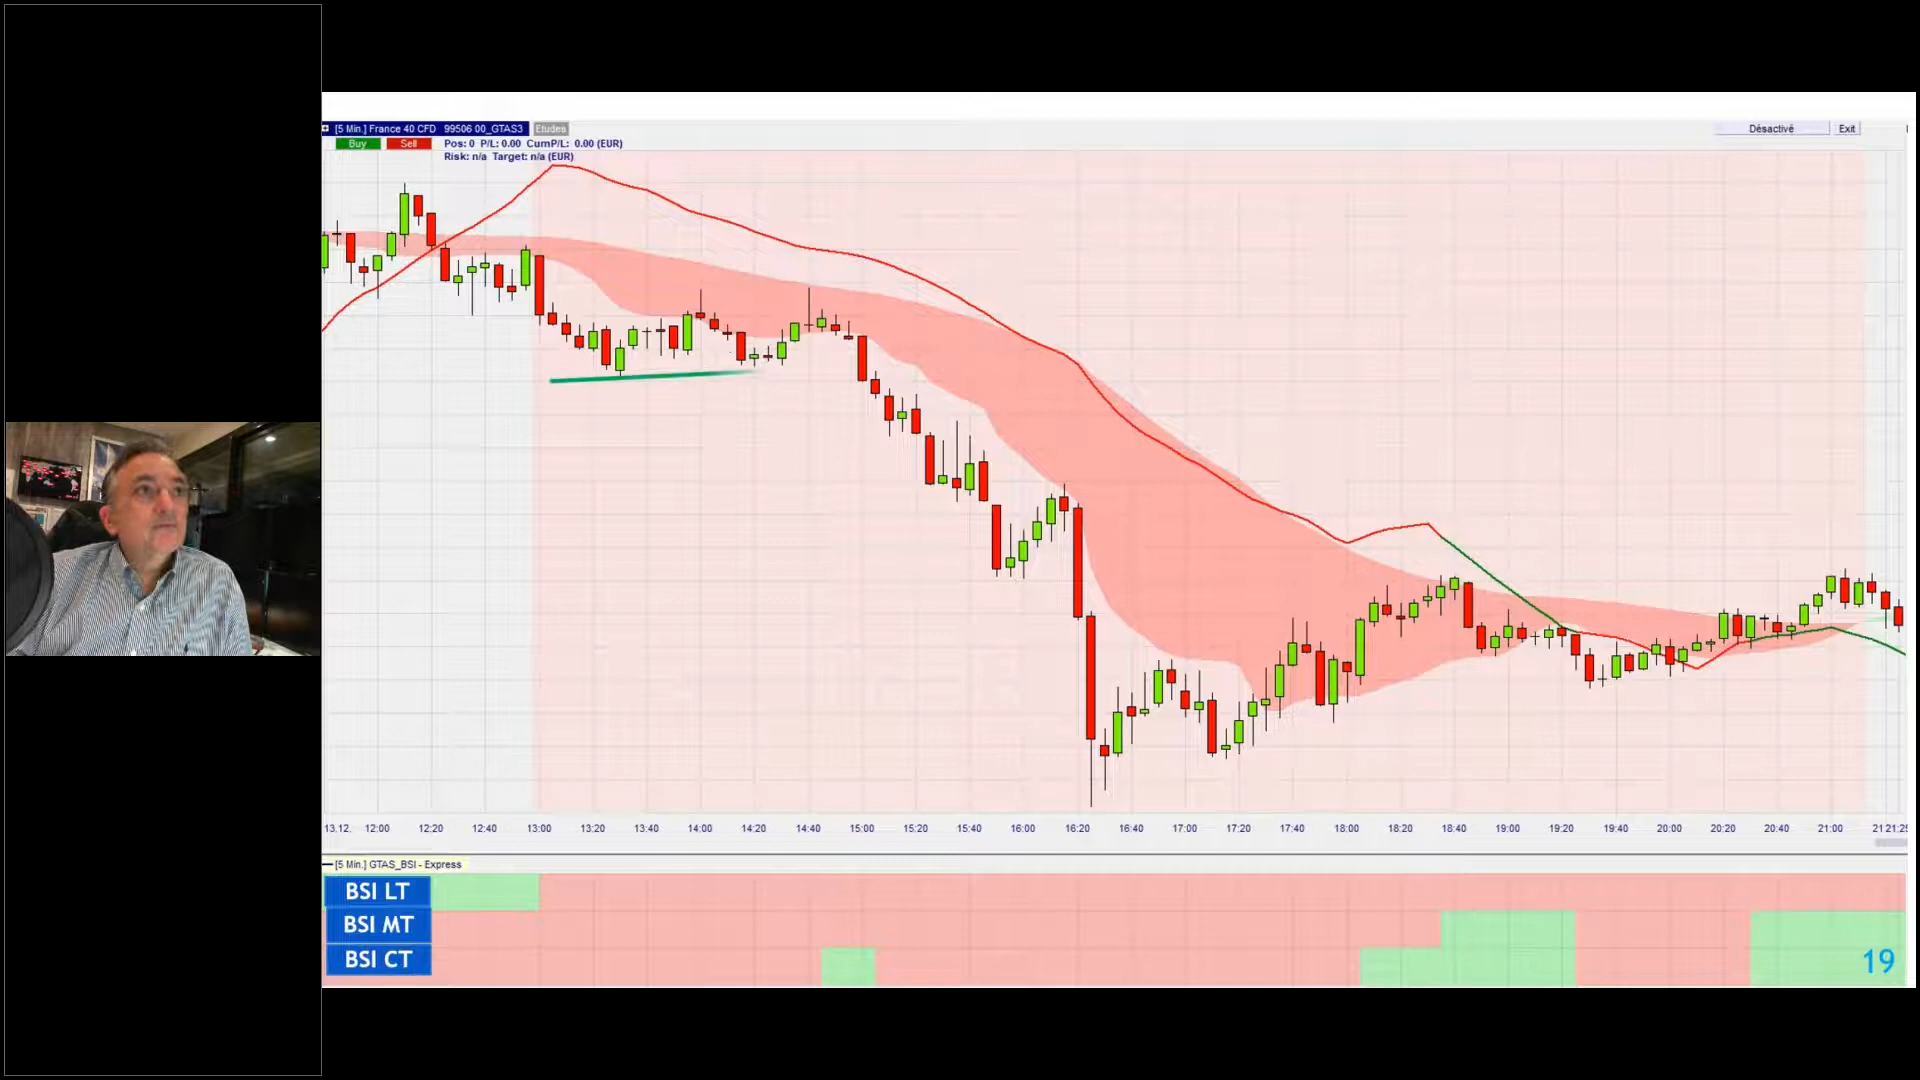 [5 Min.] France 40 CFD 99506 00_GTAS3 Etudes Désactivé Exit
Buy Sell Pos: 0 P/L: 0.00 CumP/L: 0.00 (EUR)
Risk: n/a Target: n/a (EUR)
13.12. 12:00 12:20 12:40 13:00 13:20 13:40 14:00 14:20 14:40 15:00 15:20 15:40 16:00 16:20 16:40 17:00 17:20 17:40 18:00 18:20 18:40 19:00 19:20 19:40 20:00 20:20 20:40 21:00 21 21:25
[5 Min.] GTAS_BSI - Express
BSI LT
BSI MT
BSI CT
19